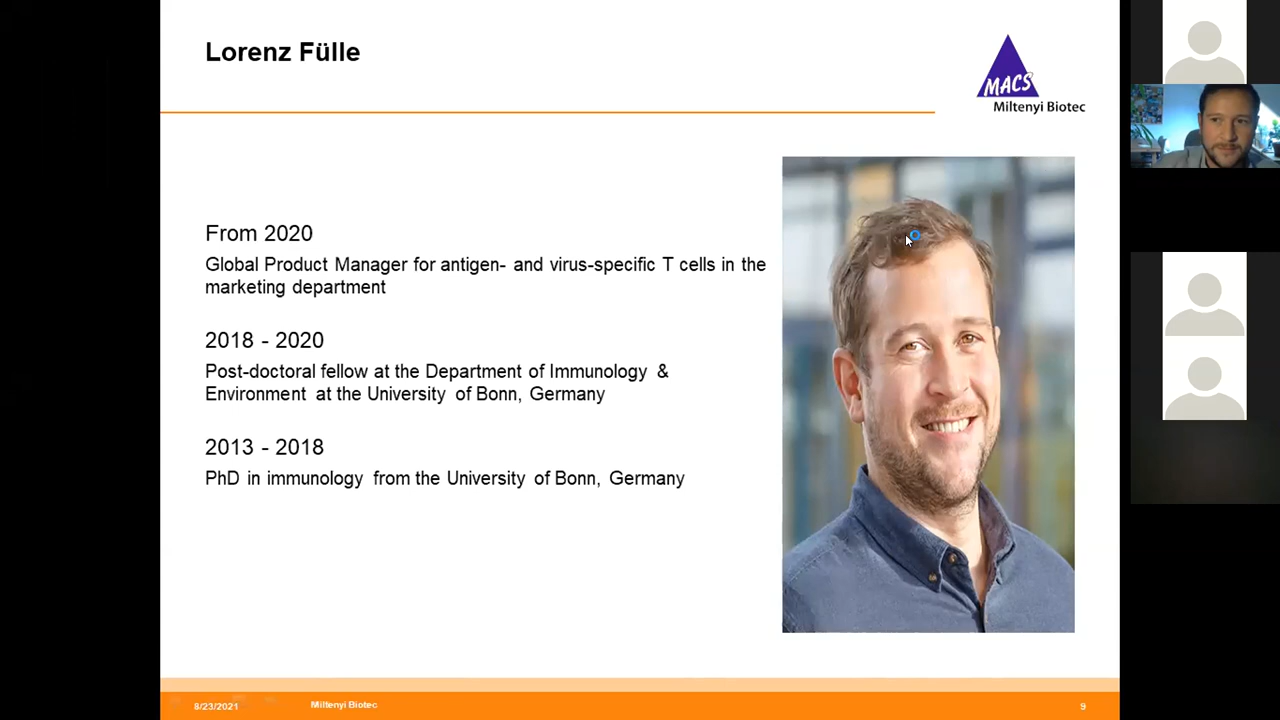 Lorenz Fülle
MACS
Miltenyi Biotec
From 2020
Global Product Manager for antigen- and virus-specific T cells in the
marketing department
2018 - 2020
Post-doctoral fellow at the Department of Immunology &
Environment at the University of Bonn, Germany
2013 - 2018
PhD in immunology from the University of Bonn, Germany
8/23/2021
Miltenyi Biotec
9